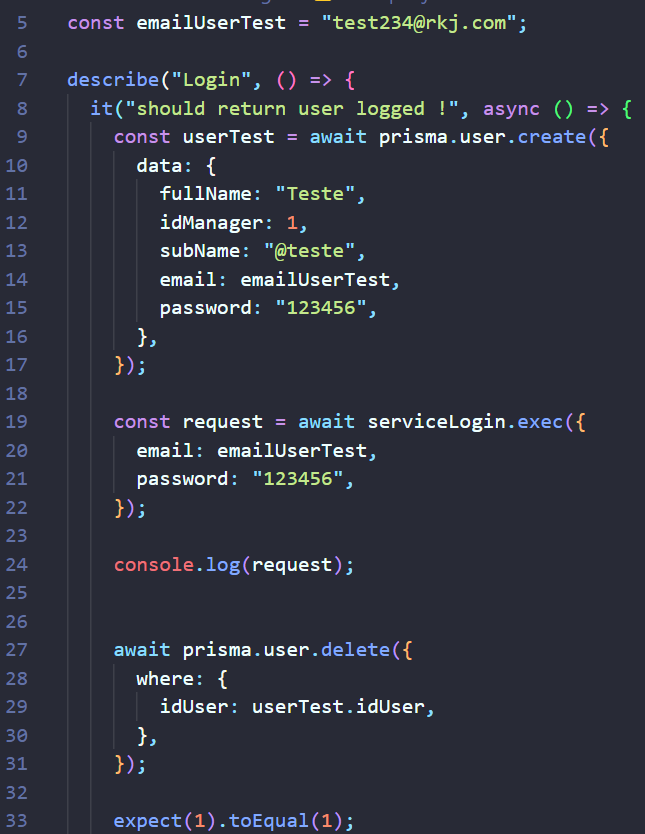 5 const emailUserTest = "test234@rkj.com";
6
7 describe("Login", () => {
8 it("should return user logged !", async () => {
9 const userTest = await prisma.user.create({
10 data: {
11 fullName: "Teste",
12 idManager: 1,
13 subName: "@teste",
14 email: emailUserTest,
15 password: "123456",
16 },
17 });
18
19 const request = await serviceLogin.exec({
20 email: emailUserTest,
21 password: "123456",
22 });
23
24 console.log(request);
25
26
27 await prisma.user.delete({
28 where: {
29 idUser: userTest.idUser,
30 },
31 });
32
33 expect(1).toEqual(1);